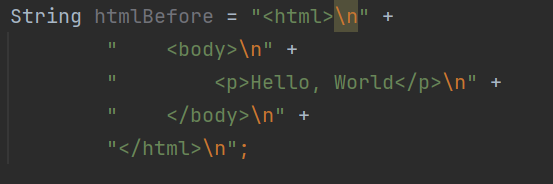 String htmlBefore = "<html>\n" +
        "    <body>\n" +
        "        <p>Hello, World</p>\n" +
        "    </body>\n" +
        "</html>\n";